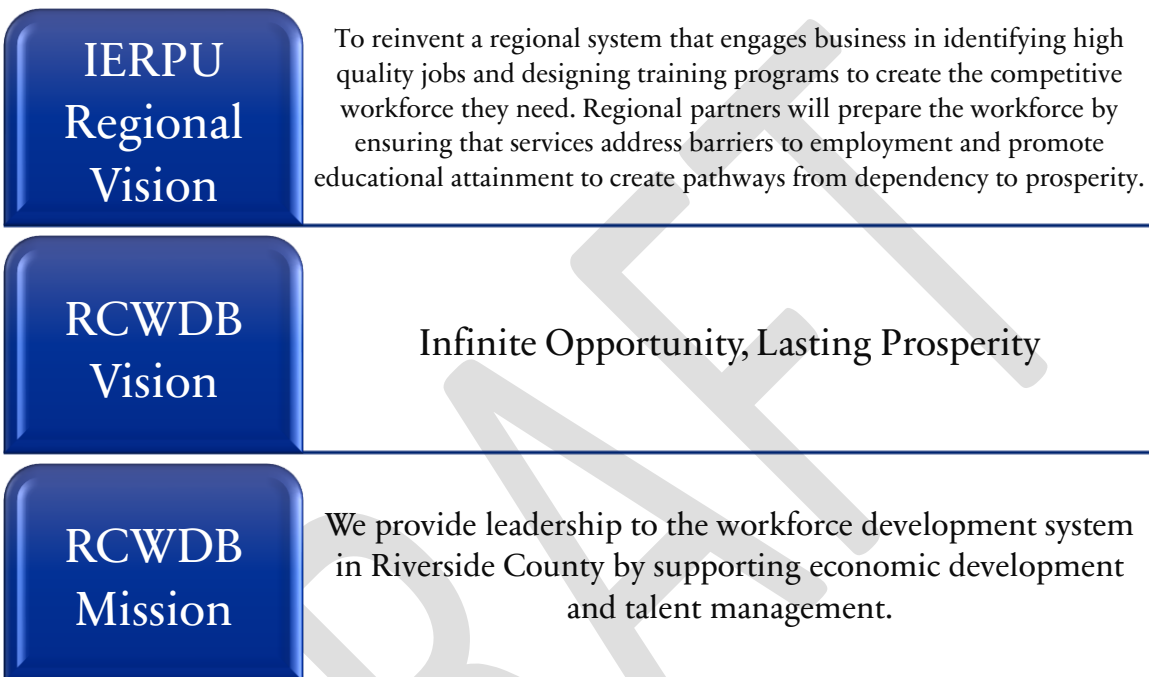 IERPU
Regional
Vision
To reinvent a regional system that engages business in identifying high
quality jobs and designing training programs to create the competitive
workforce they need. Regional partners will prepare the workforce by
ensuring that services address barriers to employment and promote
educational attainment to create pathways from dependency to prosperity.
RCWDB
Vision
Infinite Opportunity, Lasting Prosperity
RCWDB
Mission
We provide leadership to the workforce development system
in Riverside County by supporting economic development
and talent management.
DRAFT